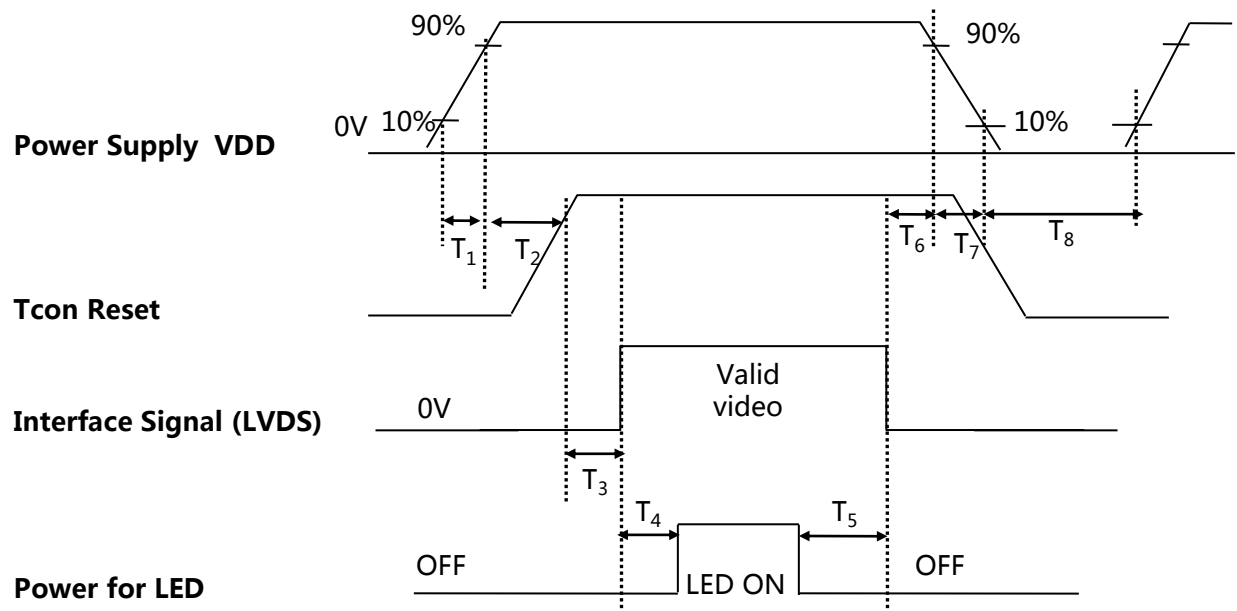 90%
90%
0V 10%
10%
Power Supply VDD
T1
T2
T6
T7
T8
Tcon Reset
Valid
video
0V
Interface Signal (LVDS)
T3
T4
T5
OFF
LED ON
OFF
Power for LED